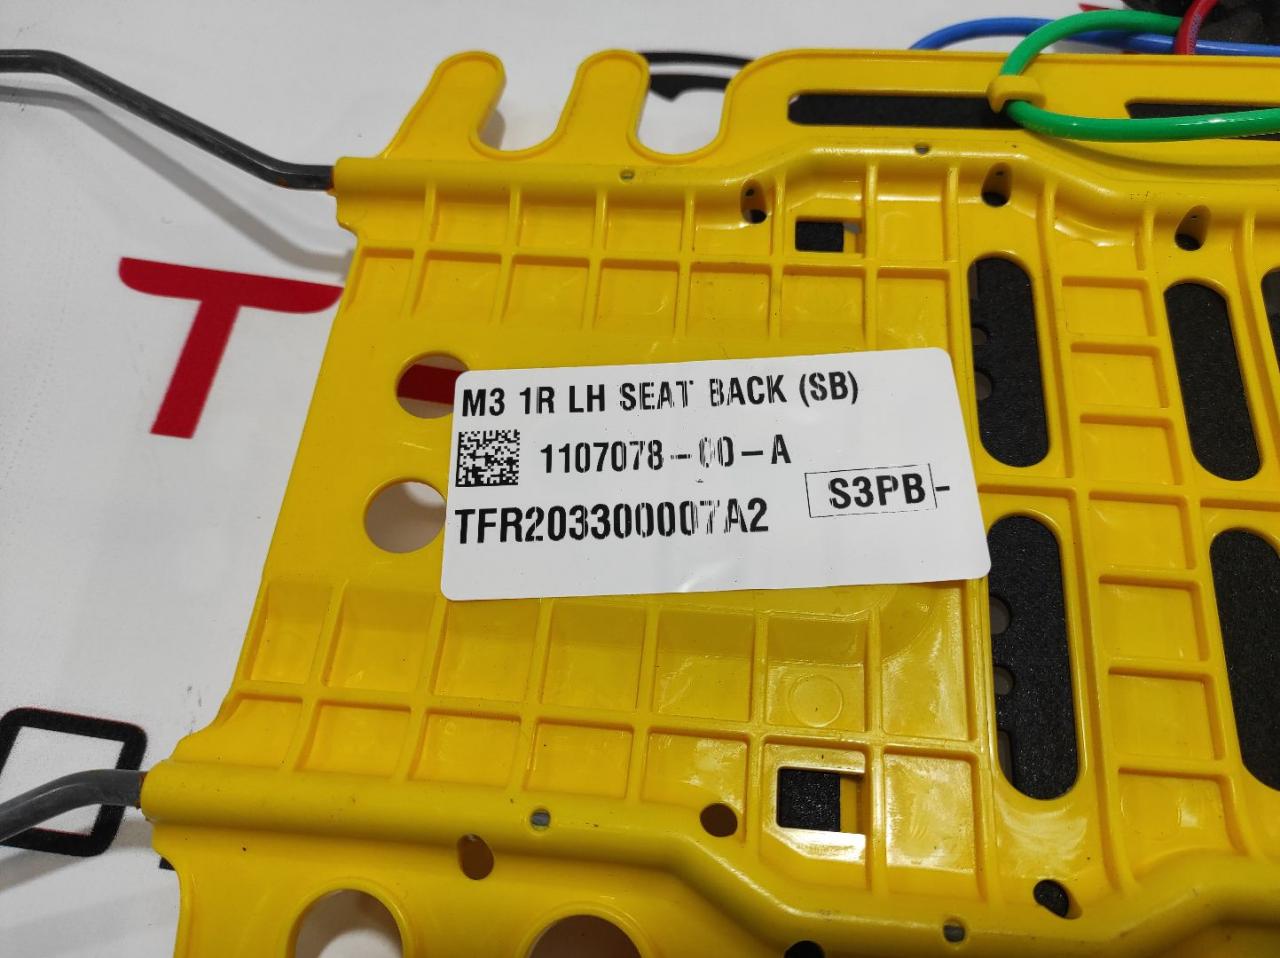 M3 1R LH SEAT BACK (SB)
1107078-00-A
TFR203300007A2
S3PB-